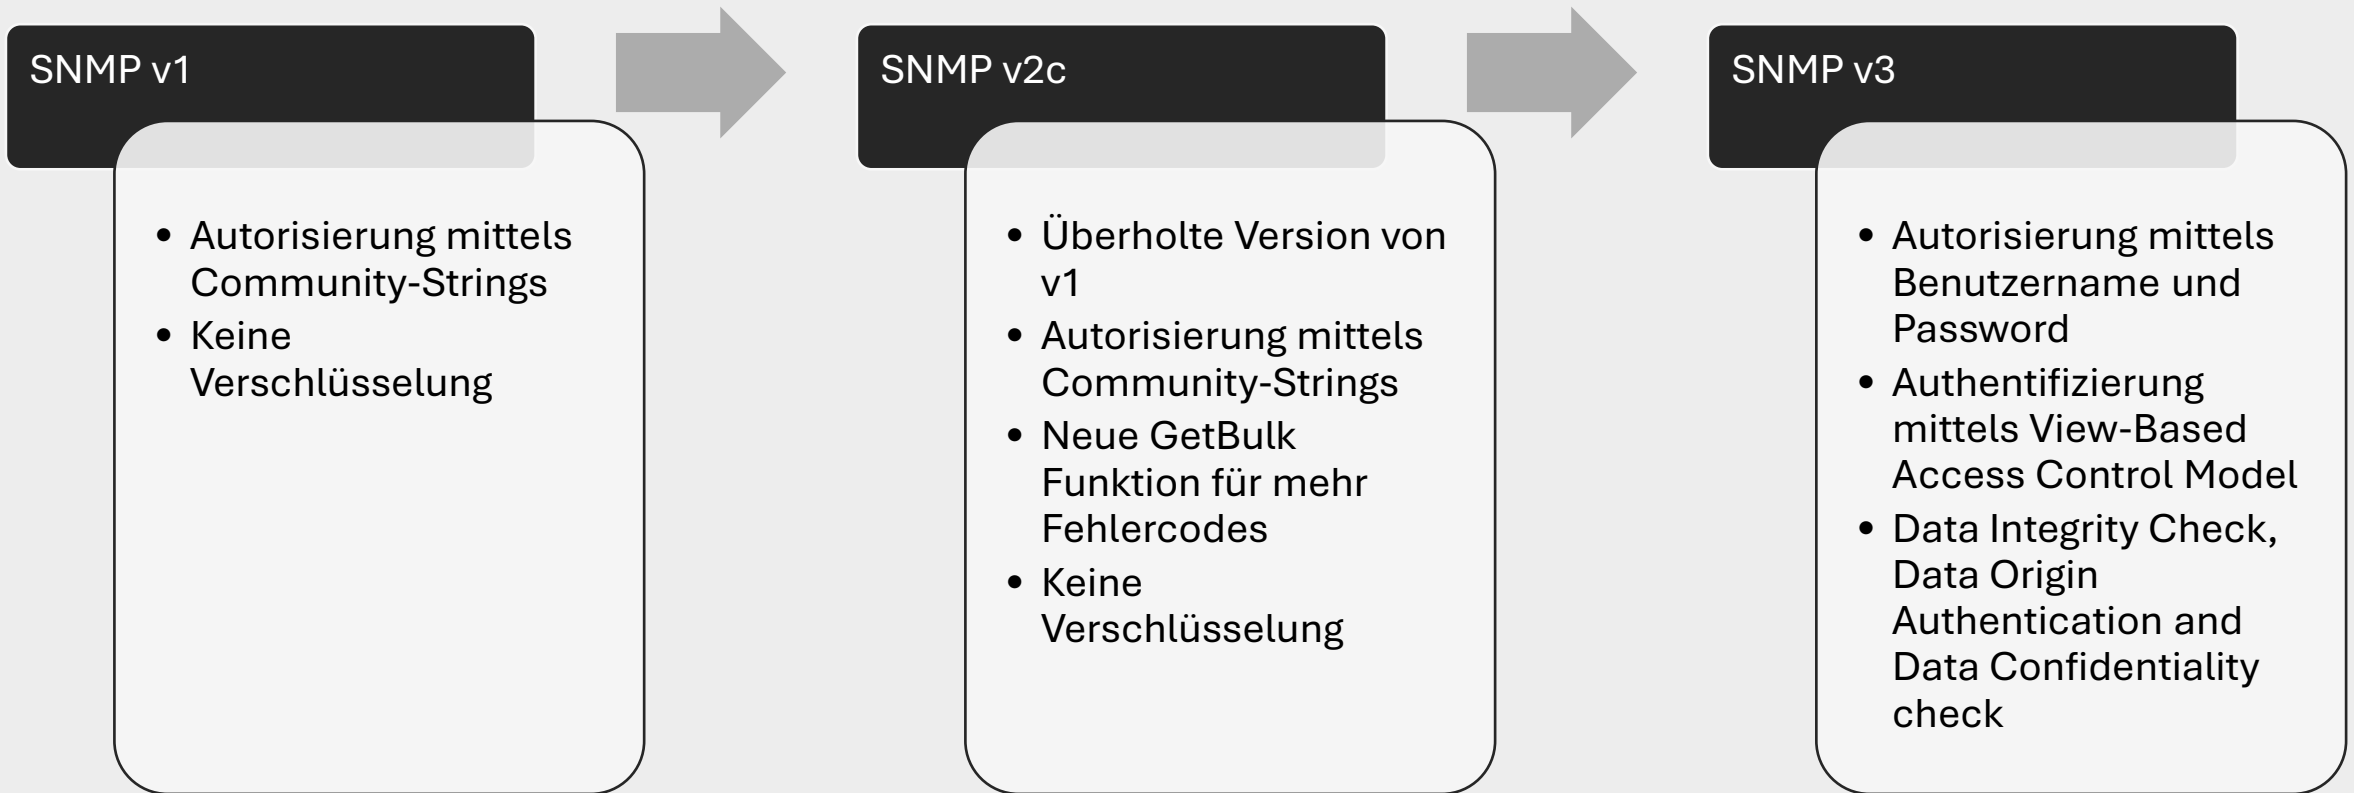 SNMP v1
• Autorisierung mittels
Community-Strings
• Keine
Verschlüsselung
SNMP v2c
• Überholte Version von
v1
• Autorisierung mittels
Community-Strings
• Neue GetBulk
Funktion für mehr
Fehlercodes
• Keine
Verschlüsselung
SNMP v3
• Autorisierung mittels
Benutzername und
Password
• Authentifizierung
mittels View-Based
Access Control Model
• Data Integrity Check,
Data Origin
Authentication and
Data Confidentiality
check